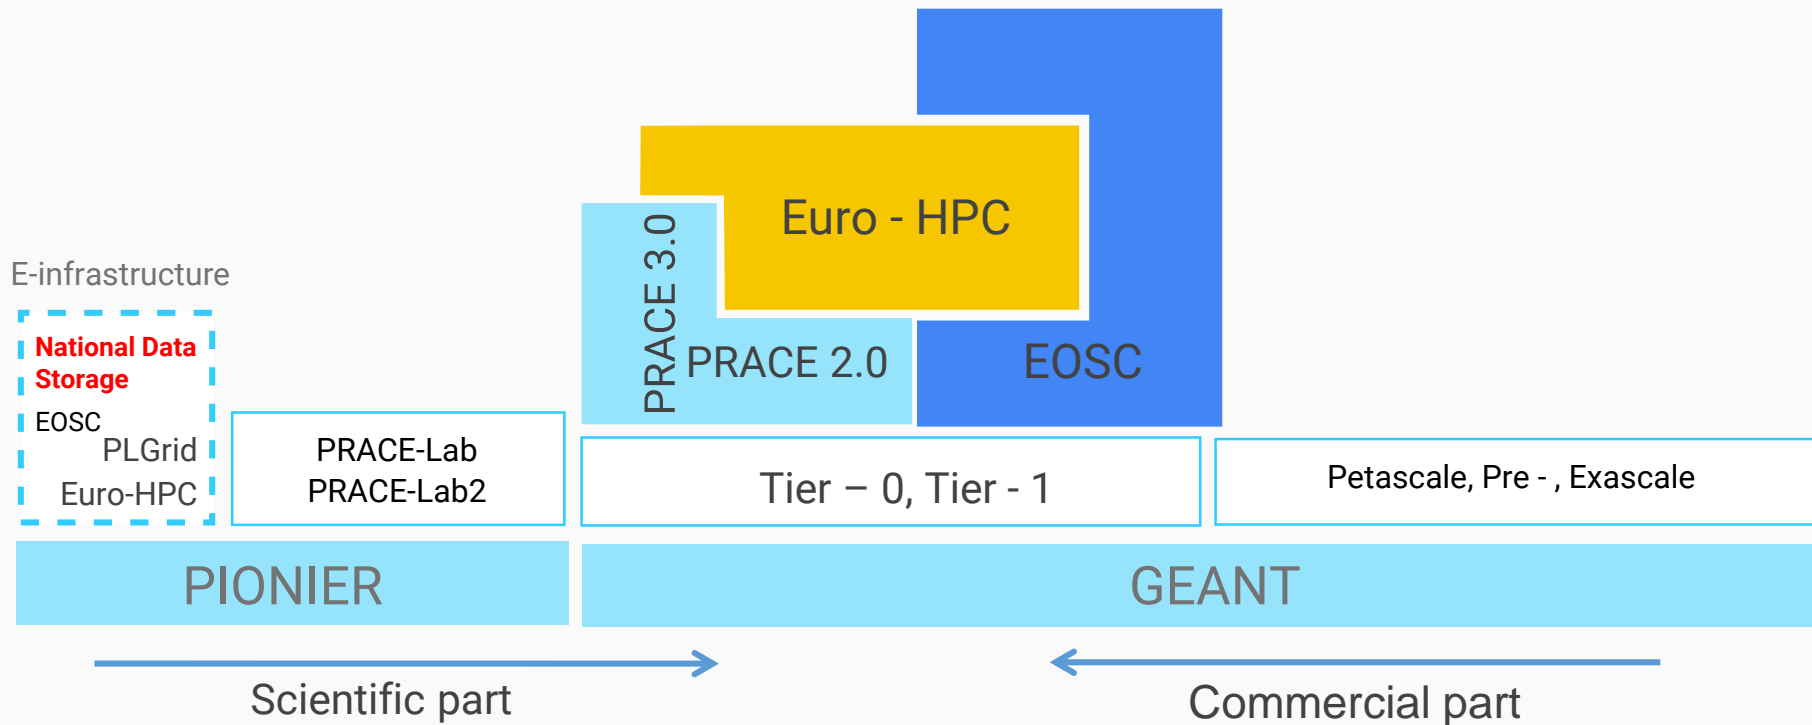 Euro - HPC
PRACE 3.0
PRACE 2.0
EOSC
E-infrastructure
National Data
Storage
EOSC
PLGrid
Euro-HPC
PRACE-Lab
PRACE-Lab2
Tier – 0, Tier - 1
Petascale, Pre - , Exascale
PIONIER
GEANT
Scientific part
Commercial part